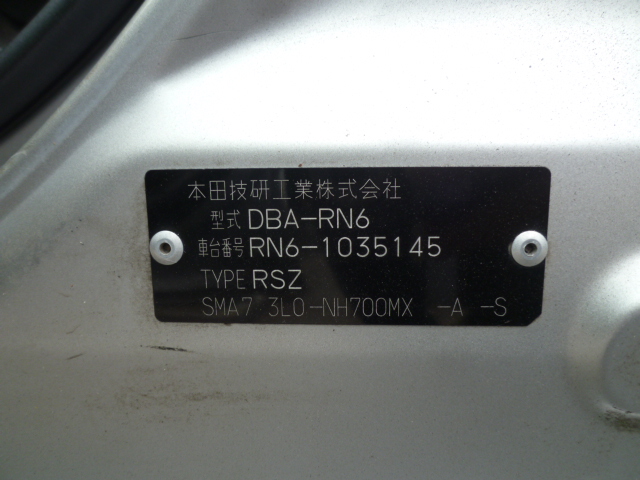 本田技研工業株式会社
型式 DBA-RN6
車台番号 RN6-1035145
TYPE RSZ
SMA7 3L0-NH700MX -A -S